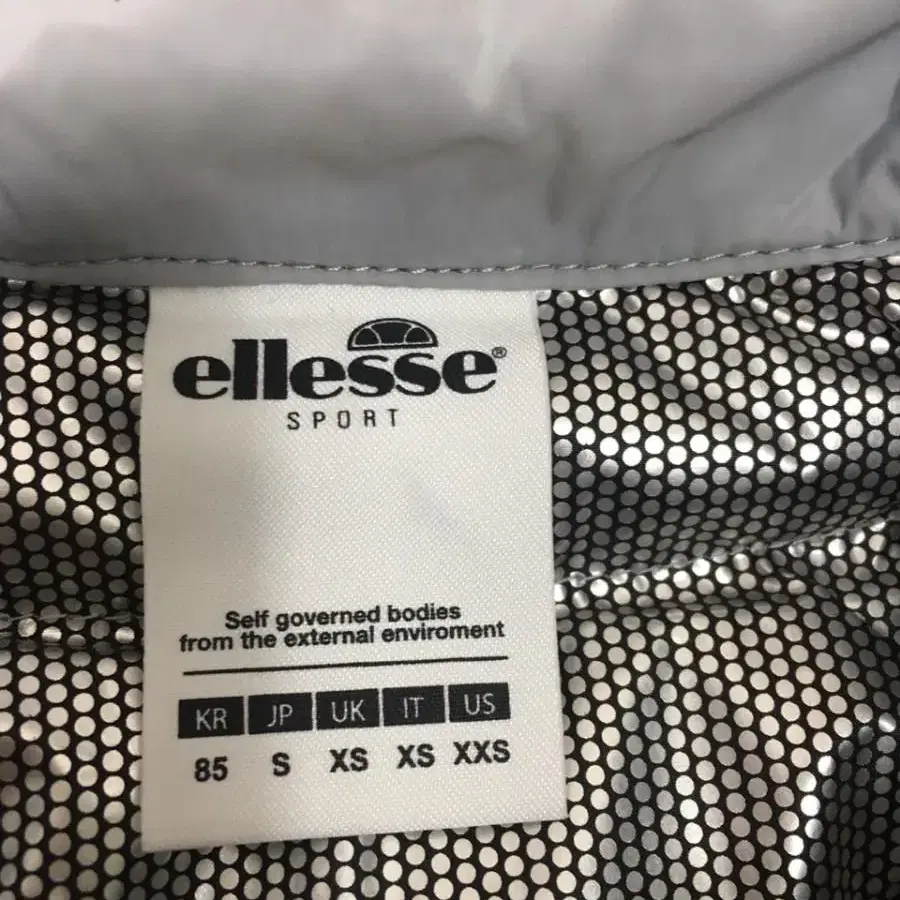 ellesse®
SPORT
Self governed bodies
from the external enviroment
KR JP UK IT US
85 S XS XS XXS